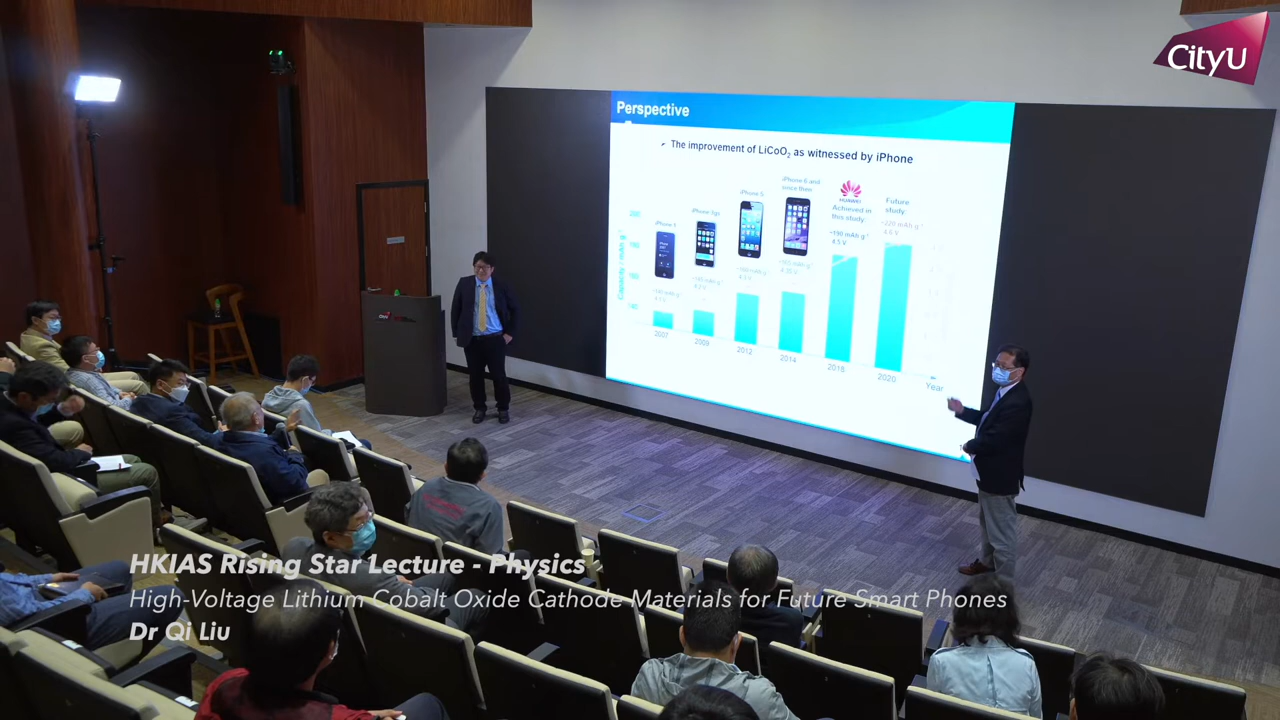 CityU
Perspective
The improvement of LiCoO2 as witnessed by iPhone
iPhone 5
iPhone 6 and
since then
HUAWEI
Achieved in
this study:
~190 mAh g-1
4.5 V
Future
study:
~220 mAh g-1
4.6 V
iPhone 1
iPhone 3gs
Capacity / mAh g-1
2007
2009
2012
2014
2018
2020
Year
HKIAS Rising Star Lecture - Physics
High-Voltage Lithium Cobalt Oxide Cathode Materials for Future Smart Phones
Dr Qi Liu